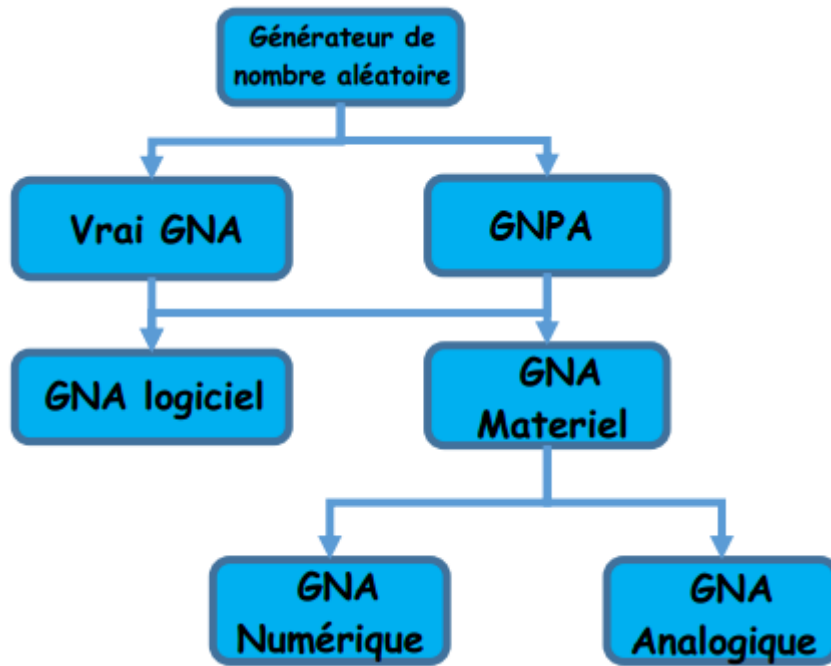 Générateur de
nombre aléatoire
Vrai GNA
GNPA
GNA logiciel
GNA
Materiel
GNA
Numérique
GNA
Analogique